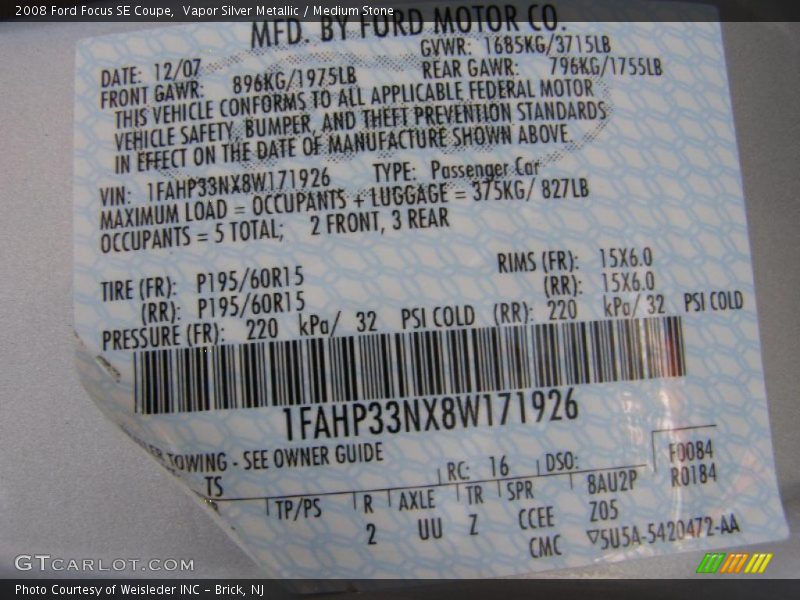 2008 Ford Focus SE Coupe, Vapor Silver Metallic / Medium Stone
MFD. BY FORD MOTOR CO.
DATE: 12/07 GVWR: 1685KG/3715LB
FRONT GAWR: 896KG/1975LB REAR GAWR: 796KG/1755LB
THIS VEHICLE CONFORMS TO ALL APPLICABLE FEDERAL MOTOR
VEHICLE SAFETY, BUMPER, AND THEFT PREVENTION STANDARDS
IN EFFECT ON THE DATE OF MANUFACTURE SHOWN ABOVE.
VIN: 1FAHP33NX8W171926 TYPE: Passenger Car
MAXIMUM LOAD = OCCUPANTS + LUGGAGE = 375KG/ 827LB
OCCUPANTS = 5 TOTAL; 2 FRONT, 3 REAR
TIRE (FR): P195/60R15 RIMS (FR): 15X6.0
(RR): P195/60R15 (RR): 15X6.0
PRESSURE (FR): 220 kPa/ 32 PSI COLD (RR): 220 kPa/ 32 PSI COLD
1FAHP33NX8W171926
TOWING - SEE OWNER GUIDE
TS RC: 16 DSO: F0084
R0184
TP/PS R AXLE TR SPR 8AU2P
2 UU Z CCEE Z05
CMC ▽5U5A-5420472-AA
GTCARLOT.COM
Photo Courtesy of Weisleder INC - Brick, NJ